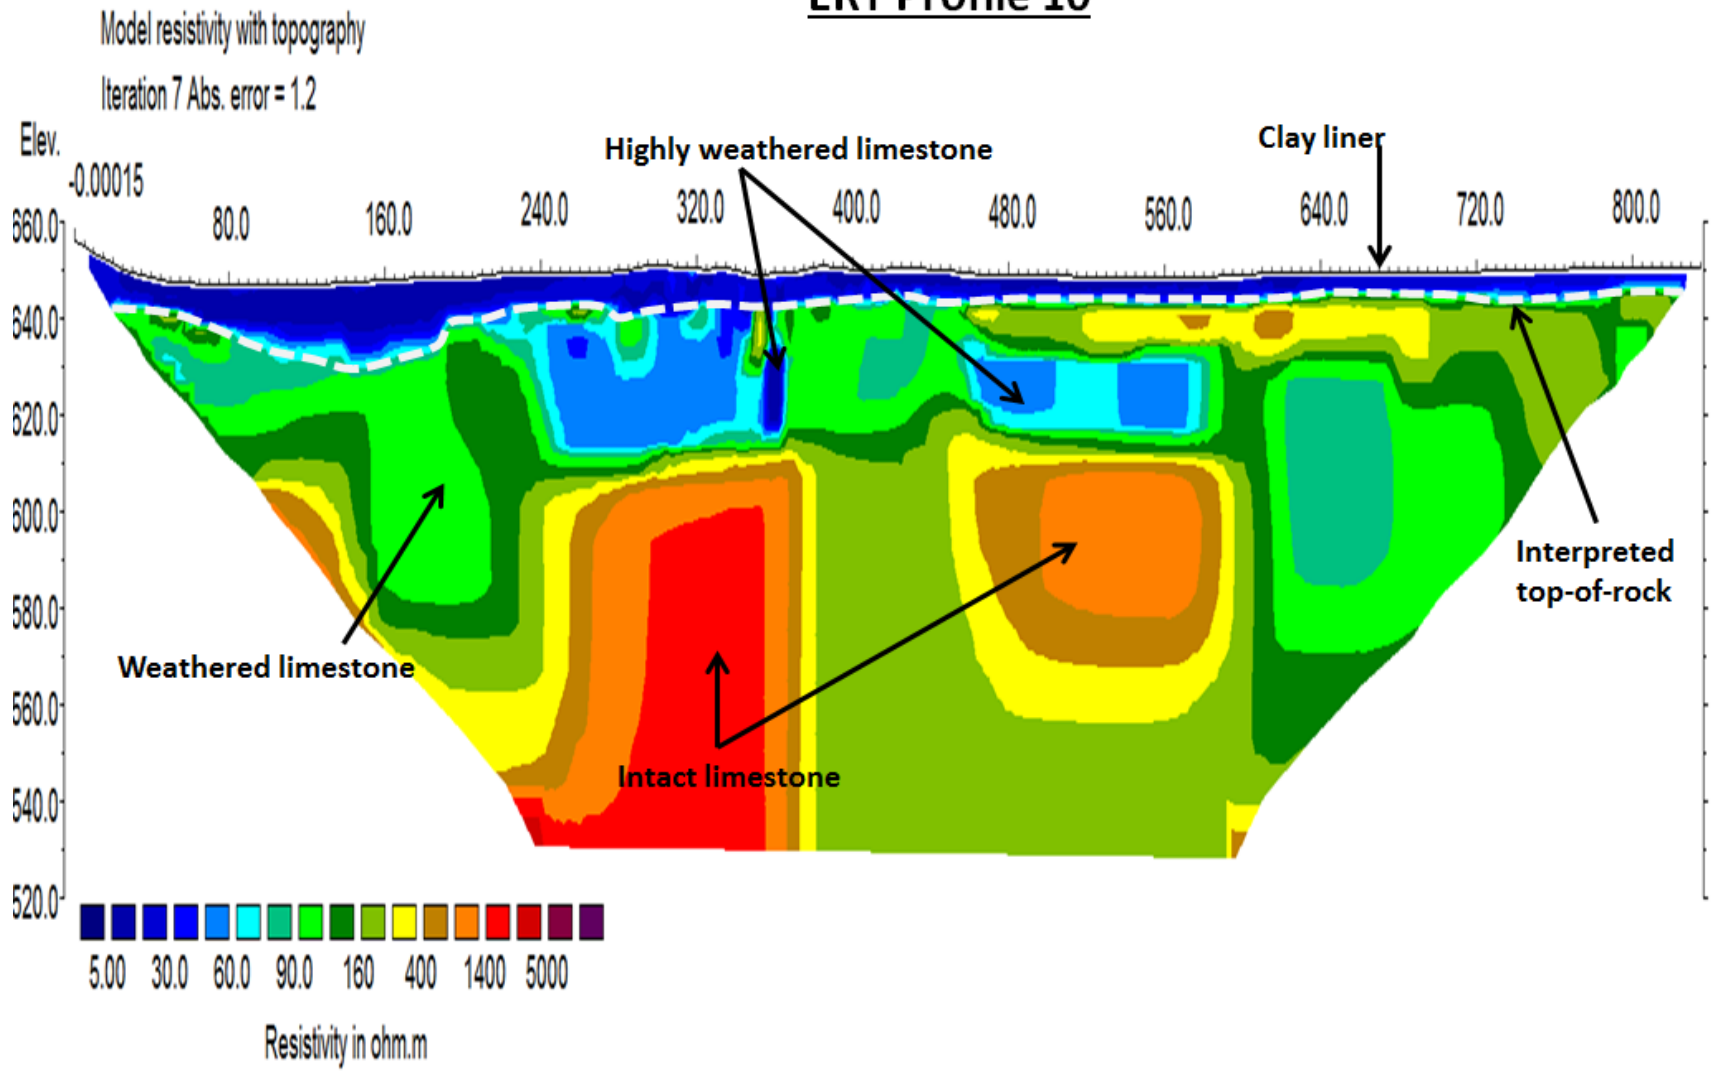 ERT Profile 10
Model resistivity with topography
Iteration 7 Abs. error = 1.2
Elev.
-0.00015
80.0 160.0 240.0 320.0 400.0 480.0 560.0 640.0 720.0 800.0
Highly weathered limestone
Clay liner
660.0
640.0
620.0
600.0
580.0
560.0
540.0
520.0
Interpreted
top-of-rock
Weathered limestone
Intact limestone
5.00 30.0 60.0 90.0 160 400 1400 5000
Resistivity in ohm.m